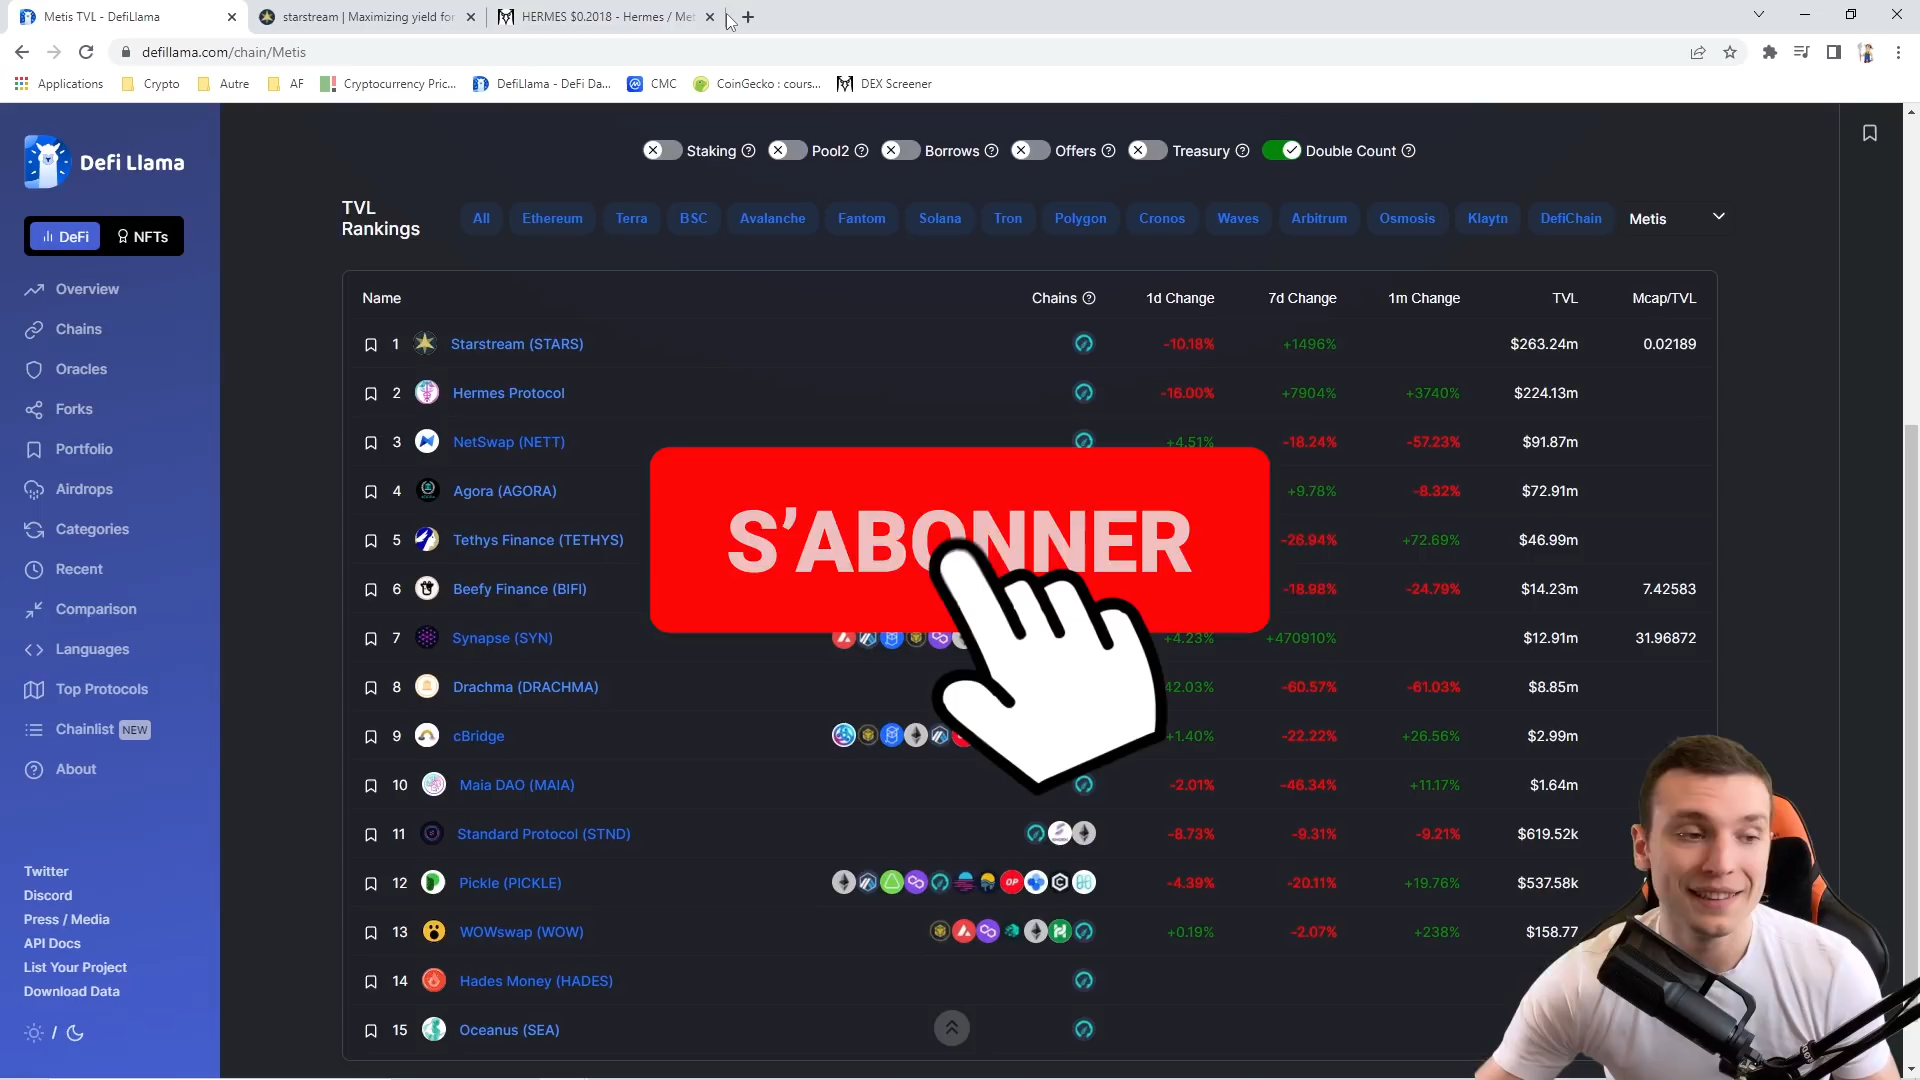 Metis TVL - DefiLlama
starstream | Maximizing yield for
HERMES $0.2018 - Hermes / Met
defillama.com/chain/Metis
Applications
Crypto
Autre
AF
Cryptocurrency Pric...
DefiLlama - DeFi Da...
CMC
CoinGecko : cours...
DEX Screener
Defi Llama
DeFi
NFTs
Overview
Chains
Oracles
Forks
Portfolio
Airdrops
Categories
Recent
Comparison
Languages
Top Protocols
Chainlist NEW
About
Twitter
Discord
Press / Media
API Docs
List Your Project
Download Data
/
Staking
Pool2
Borrows
Offers
Treasury
Double Count
TVL
Rankings
All
Ethereum
Terra
BSC
Avalanche
Fantom
Solana
Tron
Polygon
Cronos
Waves
Arbitrum
Osmosis
Klaytn
DefiChain
Metis
Name Chains 1d Change 7d Change 1m Change TVL Mcap/TVL
1 Starstream (STARS) -10.18% +1496% $263.24m 0.02189
2 Hermes Protocol -16.00% +7904% +3740% $224.13m
3 NetSwap (NETT) +4.51% -18.24% -57.23% $91.87m
4 Agora (AGORA) +9.78% -8.32% $72.91m
5 Tethys Finance (TETHYS) -26.94% +72.69% $46.99m
6 Beefy Finance (BIFI) -18.98% -24.79% $14.23m 7.42583
S'ABONNER
7 Synapse (SYN) +4.23% +470910% $12.91m 31.96872
8 Drachma (DRACHMA) 42.03% -60.57% -61.03% $8.85m
9 cBridge +1.40% -22.22% +26.56% $2.99m
10 Maia DAO (MAIA) -2.01% -46.34% +11.17% $1.64m
11 Standard Protocol (STND) -8.73% -9.31% -9.21% $619.52k
12 Pickle (PICKLE) OP -4.39% -20.11% +19.76% $537.58k
13 WOWswap (WOW) +0.19% -2.07% +238% $158.77
14 Hades Money (HADES)
15 Oceanus (SEA)